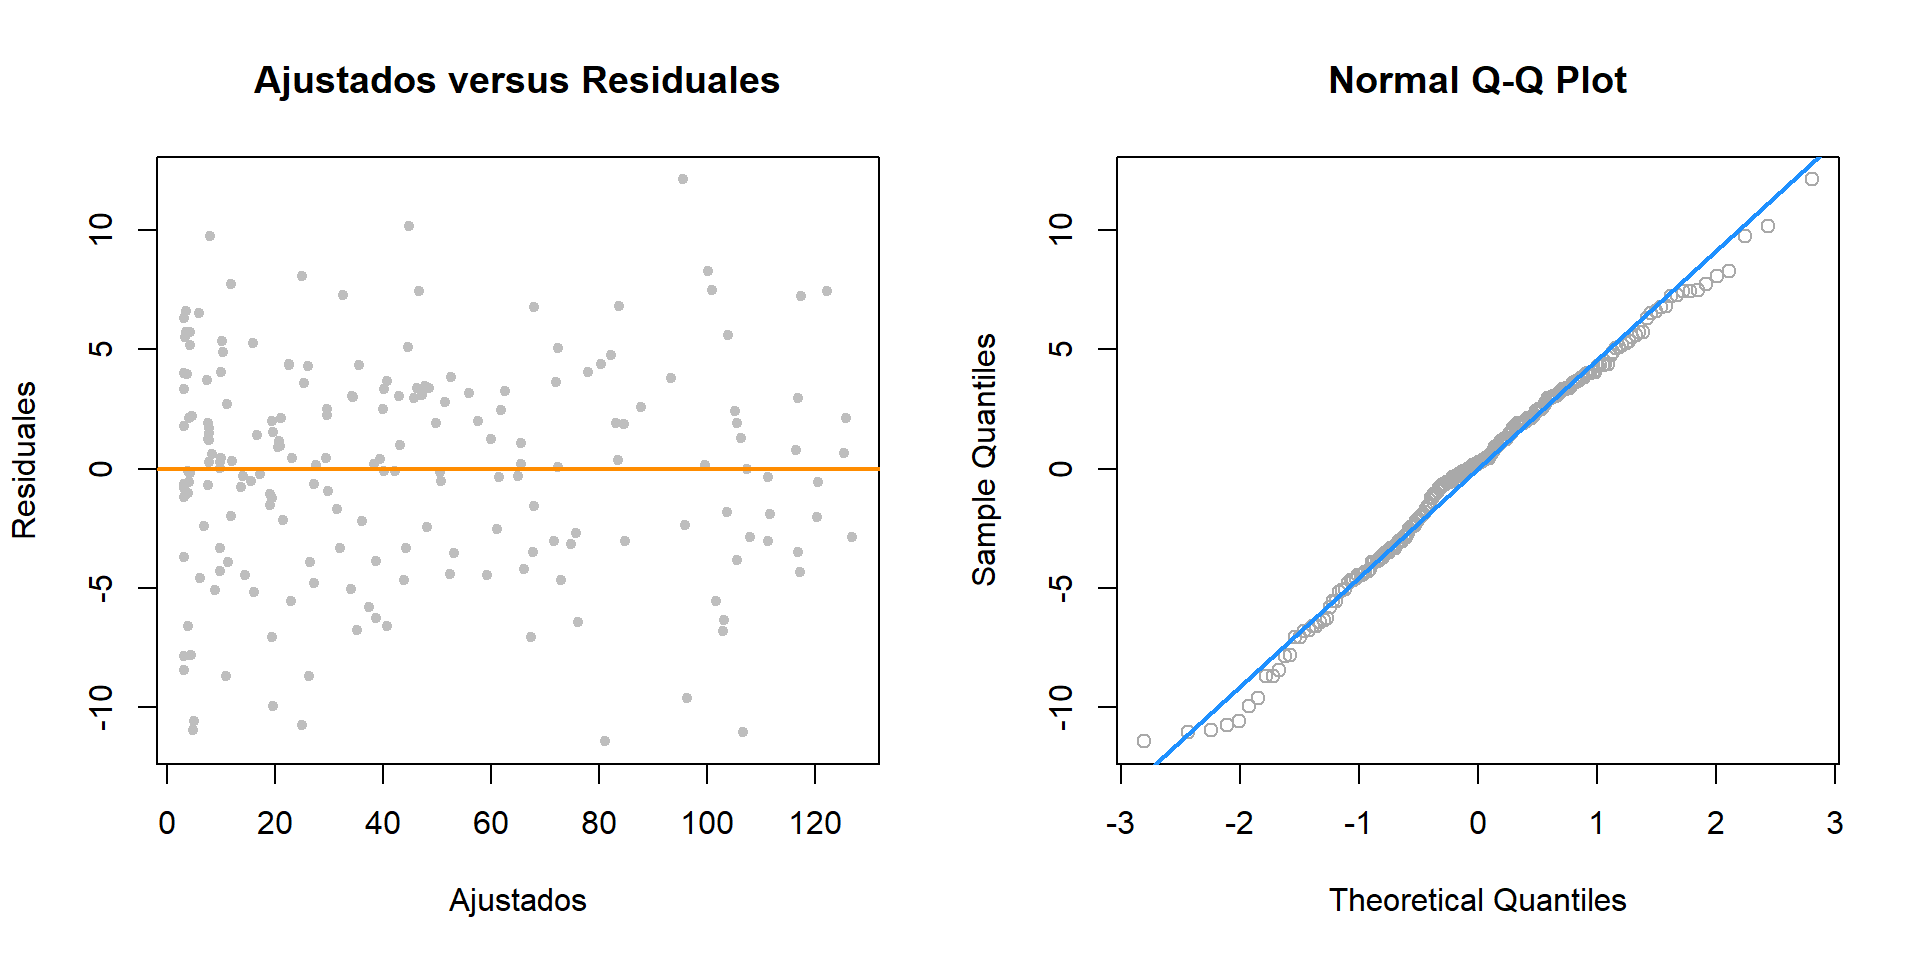 Ajustados versus Residuales
Residuales
10
5
0
-5
-10
0 20 40 60 80 100 120
Ajustados
Normal Q-Q Plot
Sample Quantiles
10
5
0
-5
-10
-3 -2 -1 0 1 2 3
Theoretical Quantiles